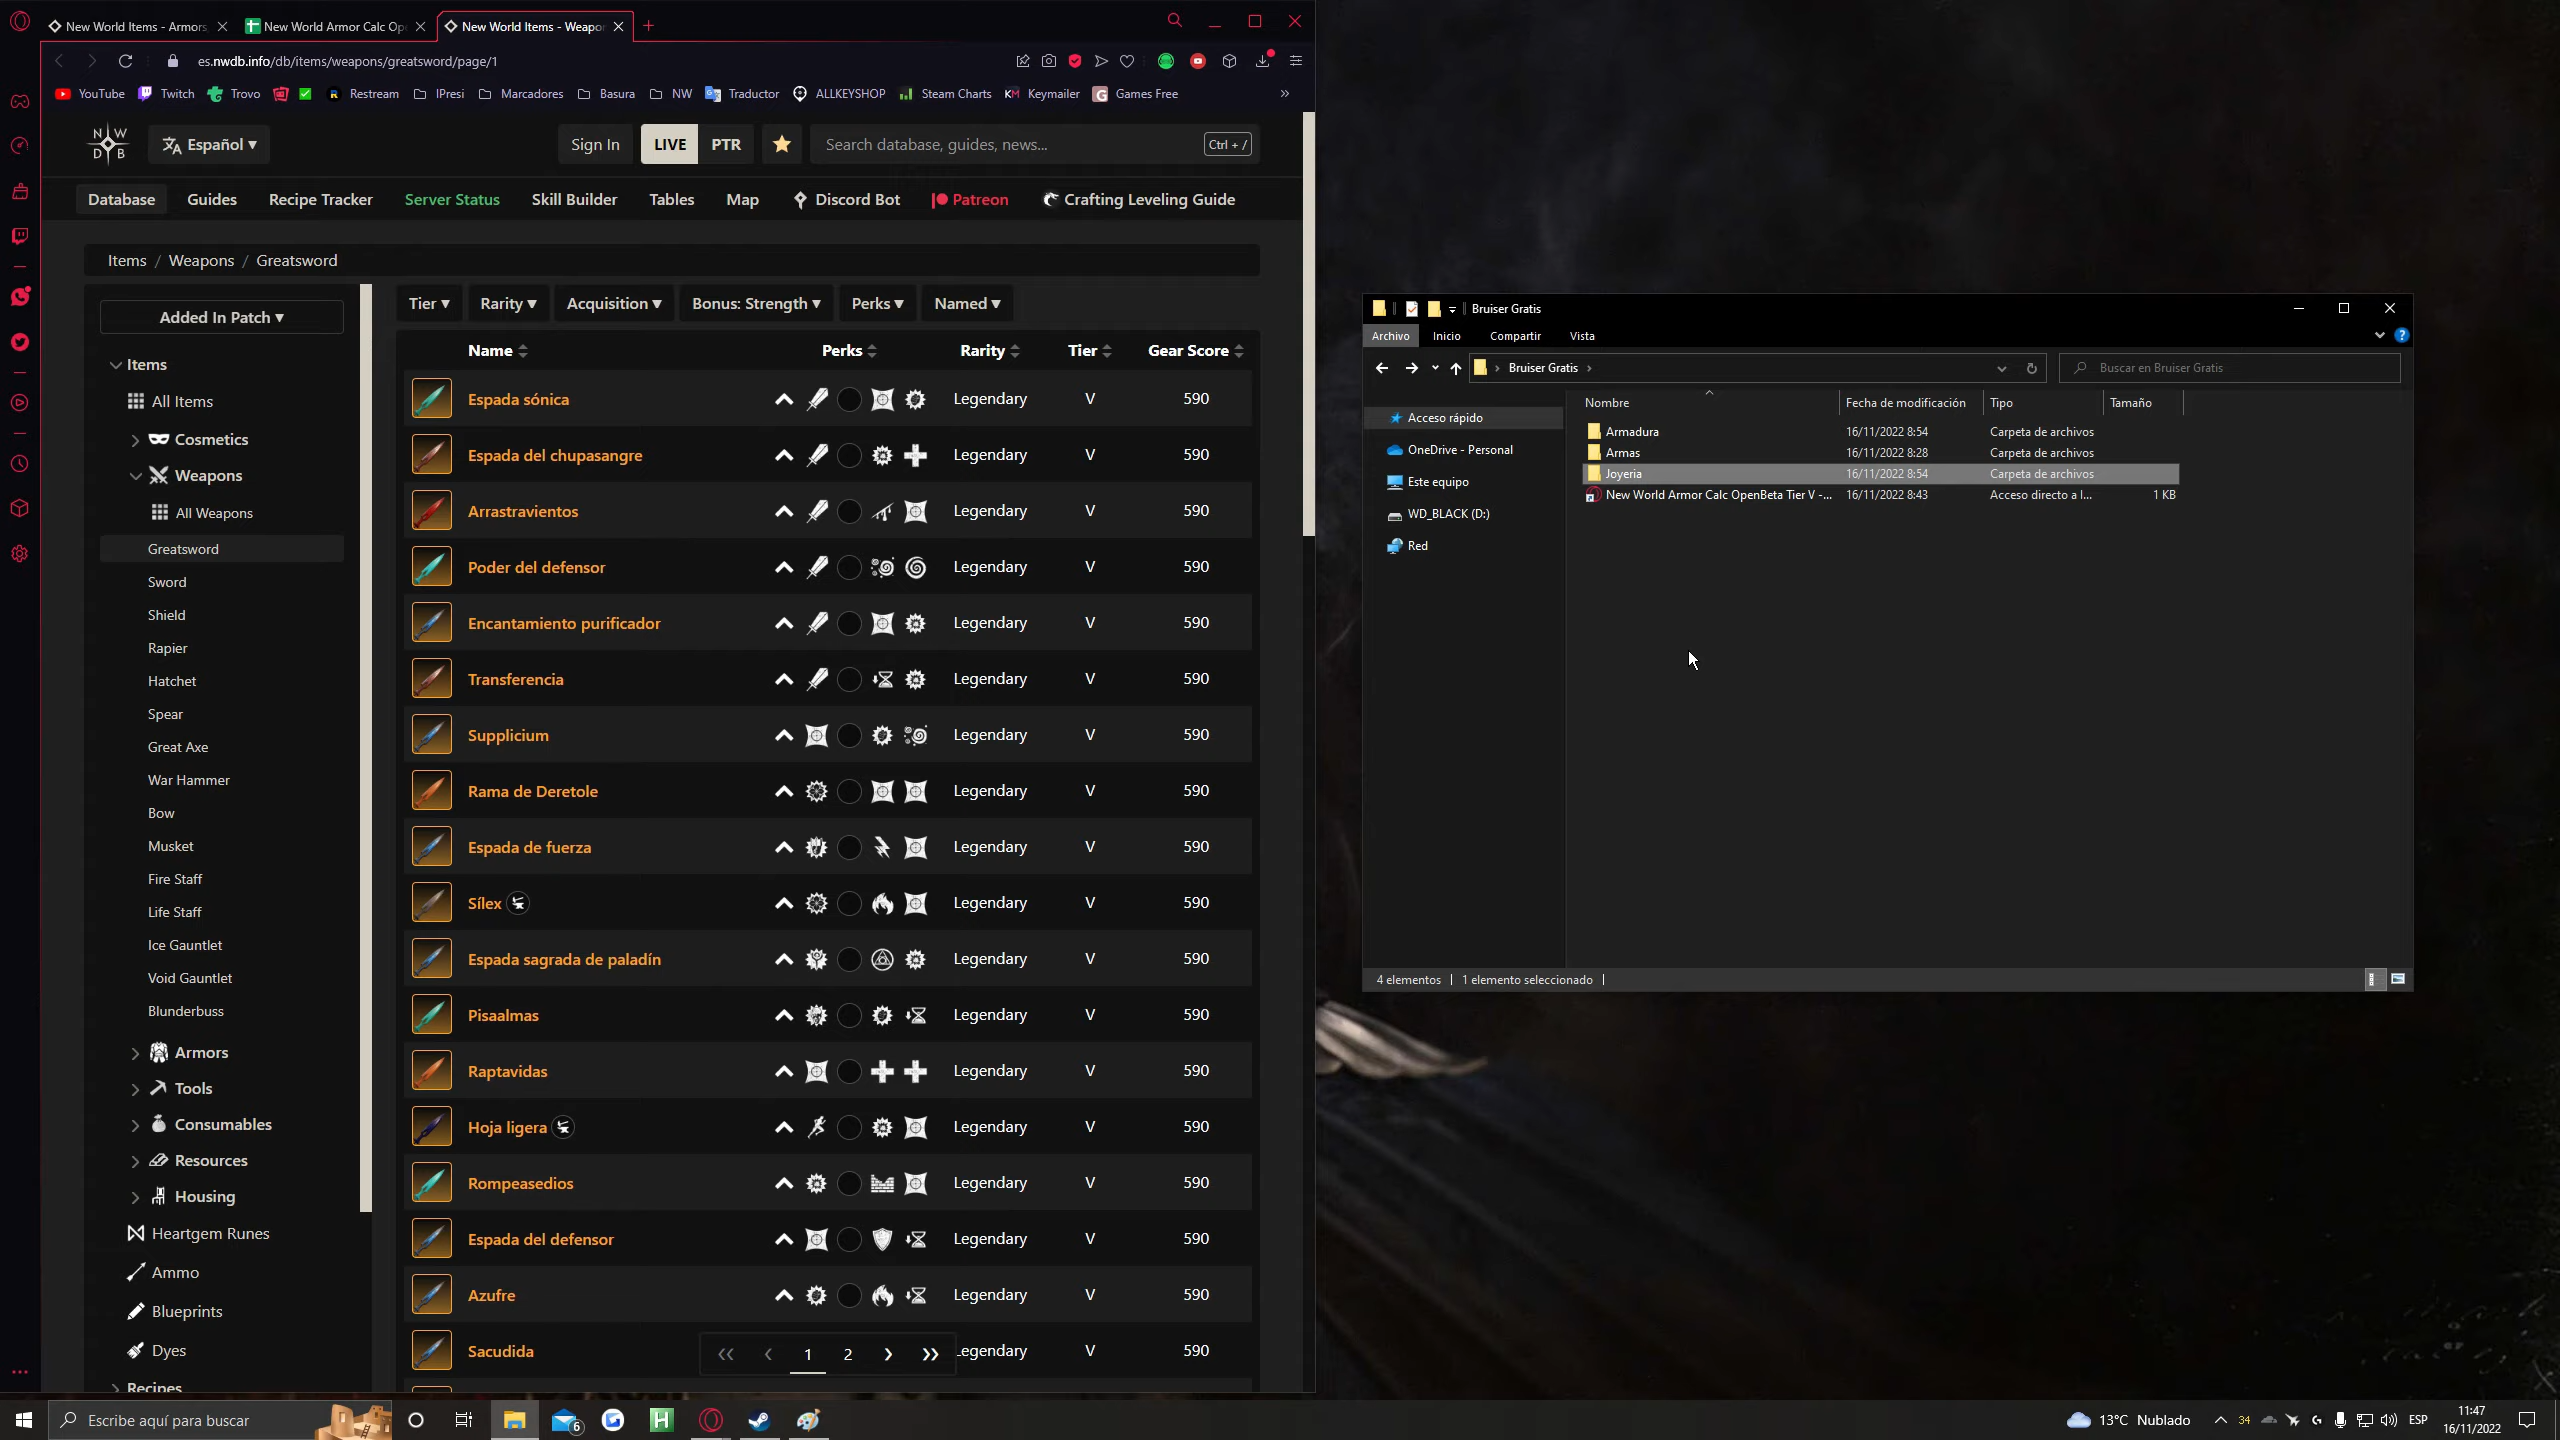 New World Items - Armors
New World Armor Calc Op
New World Items - Weapo
es.nwdb.info/db/items/weapons/greatsword/page/1
YouTube
Twitch
Trovo
Restream
IPresi
Marcadores
Basura
NW
Traductor
ALLKEYSHOP
Steam Charts
KM Keymailer
Games Free
NW
DB
Español
Sign In
LIVE
PTR
Search database, guides, news...
Ctrl + /
Database
Guides
Recipe Tracker
Server Status
Skill Builder
Tables
Map
Discord Bot
Patreon
Crafting Leveling Guide
Items / Weapons / Greatsword
Added In Patch
Items
All Items
Cosmetics
Weapons
All Weapons
Greatsword
Sword
Shield
Rapier
Hatchet
Spear
Great Axe
War Hammer
Bow
Musket
Fire Staff
Life Staff
Ice Gauntlet
Void Gauntlet
Blunderbuss
Armors
Tools
Consumables
Resources
Housing
Heartgem Runes
Ammo
Blueprints
Dyes
Recipes
Tier
Rarity
Acquisition
Bonus: Strength
Perks
Named
Name Perks Rarity Tier Gear Score
Espada sónica Legendary V 590
Espada del chupasangre Legendary V 590
Arrastravientos Legendary V 590
Poder del defensor Legendary V 590
Encantamiento purificador Legendary V 590
Transferencia Legendary V 590
Supplicium Legendary V 590
Rama de Deretole Legendary V 590
Espada de fuerza Legendary V 590
Sílex Legendary V 590
Espada sagrada de paladín Legendary V 590
Pisaalmas Legendary V 590
Raptavidas Legendary V 590
Hoja ligera Legendary V 590
Rompeasedios Legendary V 590
Espada del defensor Legendary V 590
Azufre Legendary V 590
Sacudida Legendary V 590
1 2
Bruiser Gratis
Archivo Inicio Compartir Vista
Bruiser Gratis
Buscar en Bruiser Gratis
Acceso rápido
OneDrive - Personal
Este equipo
WD_BLACK (D:)
Red
Nombre Fecha de modificación Tipo Tamaño
Armadura 16/11/2022 8:54 Carpeta de archivos
Armas 16/11/2022 8:28 Carpeta de archivos
Joyeria 16/11/2022 8:54 Carpeta de archivos
New World Armor Calc OpenBeta Tier V -... 16/11/2022 8:43 Acceso directo a I... 1 KB
4 elementos 1 elemento seleccionado
Escribe aquí para buscar
6
H
13°C Nublado
34
ESP
11:47
16/11/2022